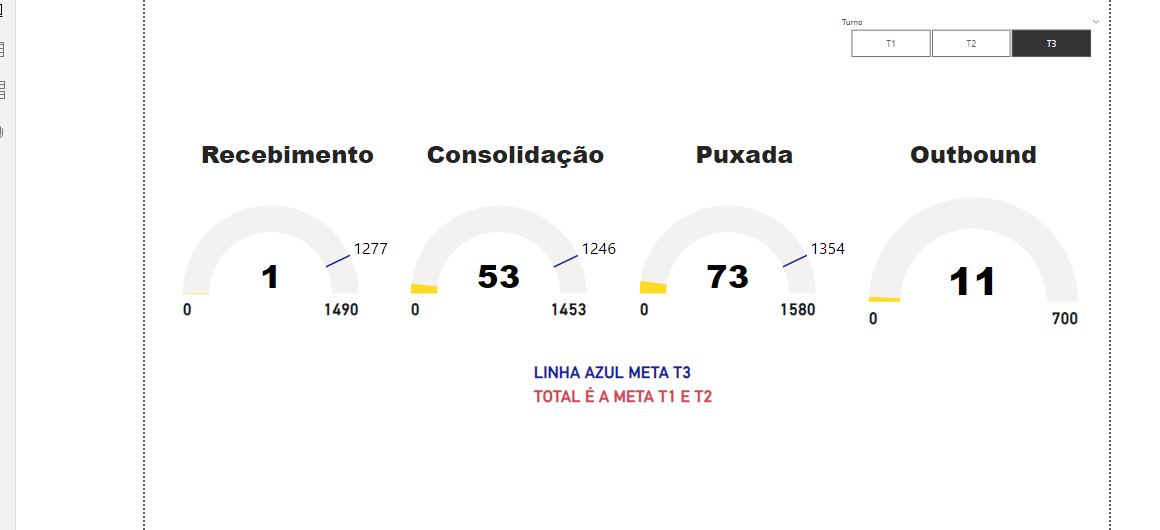 Turno
T1 T2 T3
Recebimento Consolidação Puxada Outbound
1277 1246 1354
1 53 73 11
0 1490 0 1453 0 1580 0 700
LINHA AZUL META T3
TOTAL É A META T1 E T2